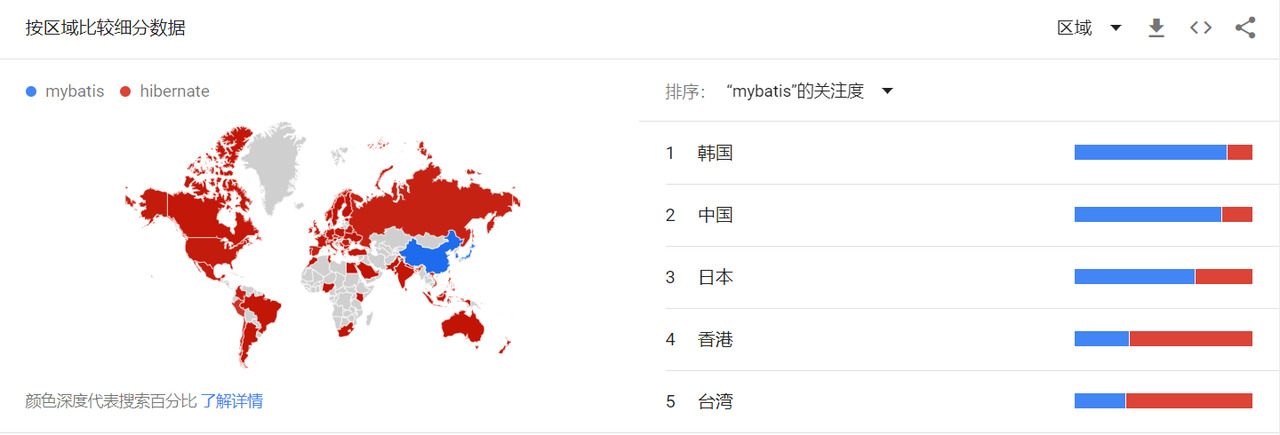 按区域比较细分数据
区域
mybatis hibernate
排序： “mybatis”的关注度
1 韩国
2 中国
3 日本
4 香港
5 台湾
颜色深度代表搜索百分比 了解详情